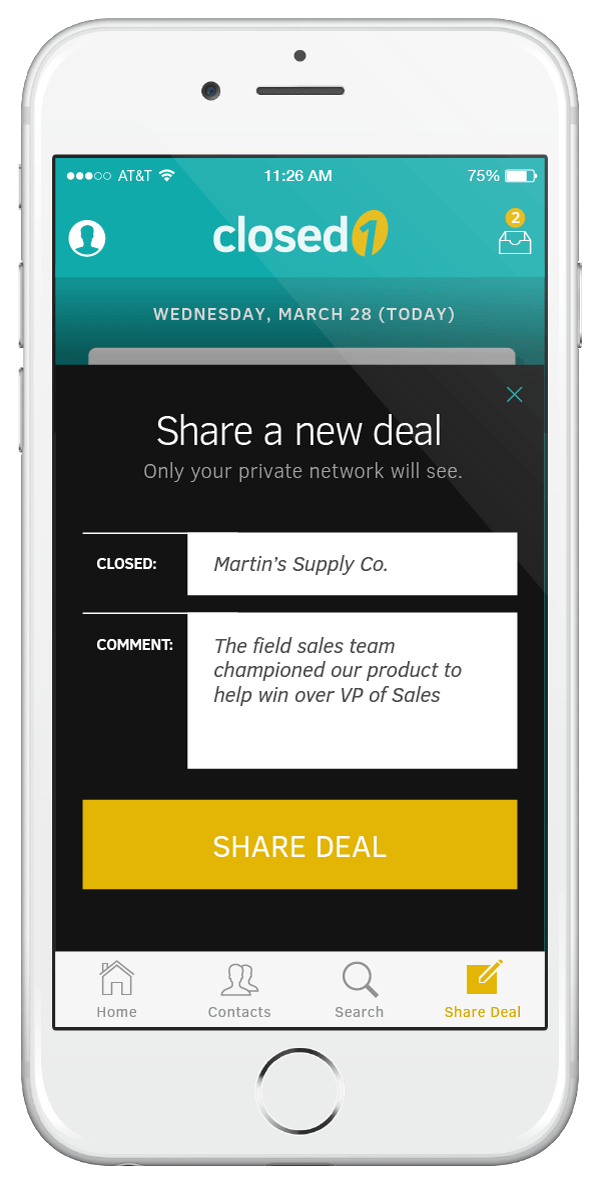 AT&T 11:26 AM 75%
closed1 2
WEDNESDAY, MARCH 28 (TODAY)
Share a new deal
Only your private network will see.
CLOSED: Martin's Supply Co.
COMMENT: The field sales team
championed our product to
help win over VP of Sales
SHARE DEAL
Home Contacts Search Share Deal